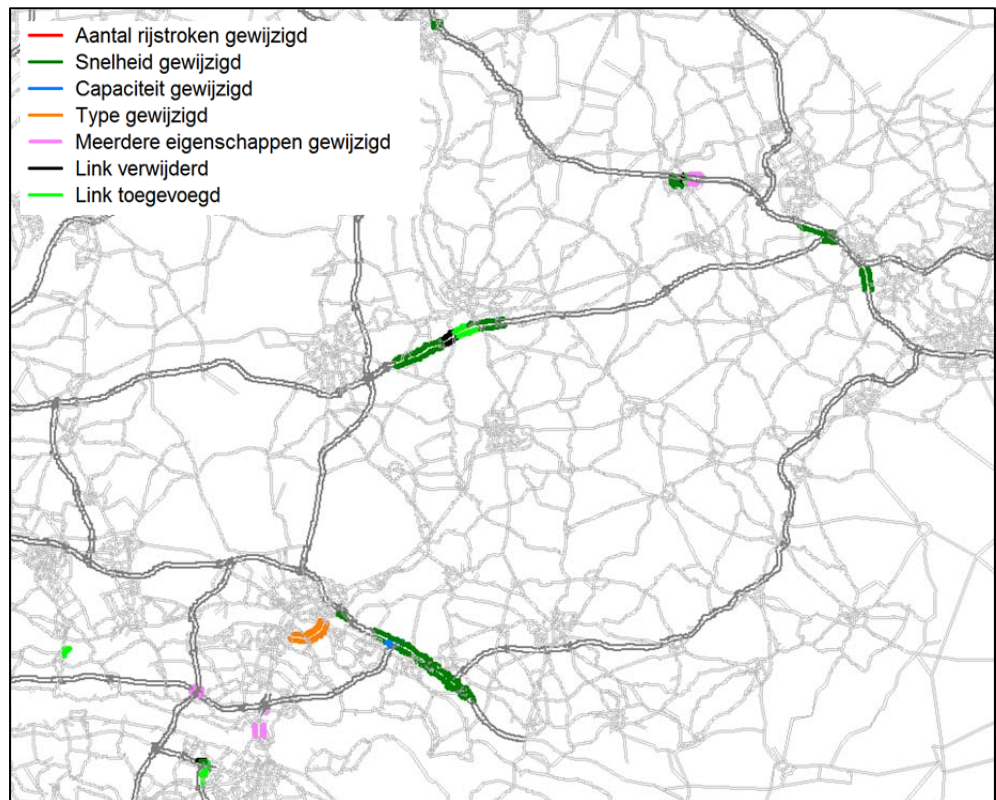 Aantal rijstroken gewijzigd
Snelheid gewijzigd
Capaciteit gewijzigd
Type gewijzigd
Meerdere eigenschappen gewijzigd
Link verwijderd
Link toegevoegd